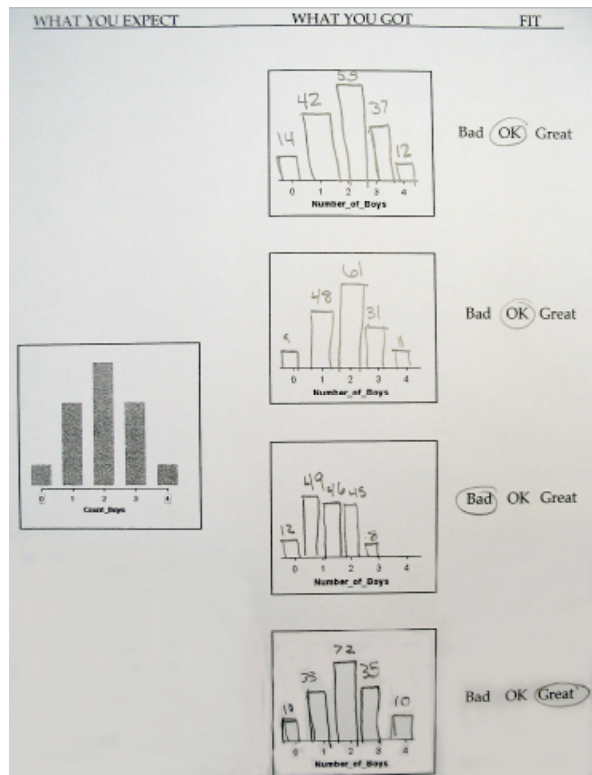 WHAT YOU EXPECT WHAT YOU GOT FIT
55
42
37
14
12
0 1 2 3 4
Number_of_Boys
Bad OK Great
61
48
31
0 1 2 3 4
Number_of_Boys
Bad OK Great
0 1 2 3 4
Count_Boys
49
46 45
12
8
0 1 2 3 4
Number_of_Boys
Bad OK Great
72
35
10
10
0 1 2 3 4
Number_of_Boys
Bad OK Great